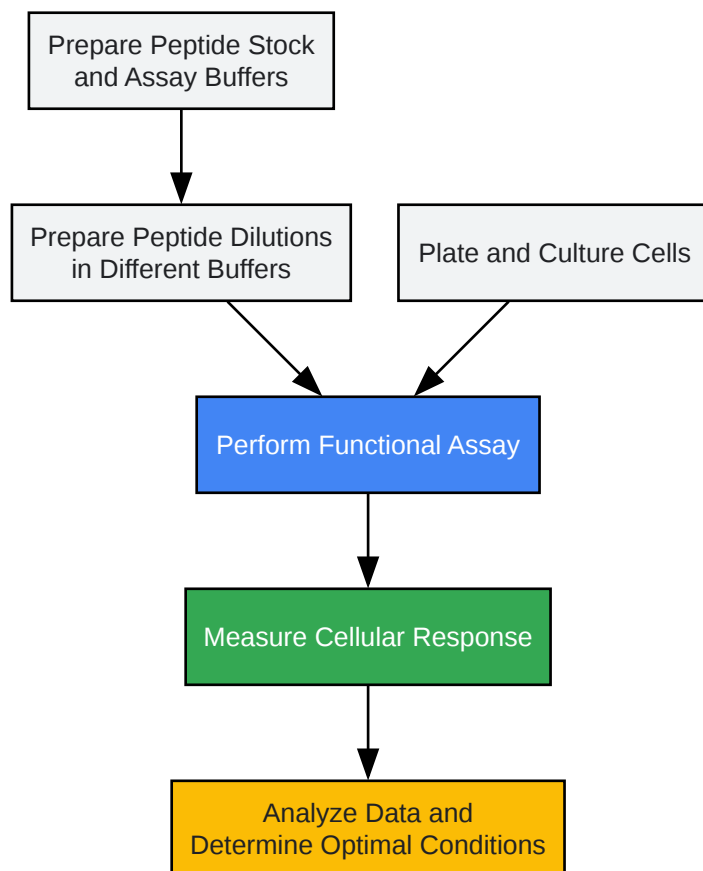 Prepare Peptide Stock
and Assay Buffers
Prepare Peptide Dilutions
in Different Buffers
Plate and Culture Cells
Perform Functional Assay
Measure Cellular Response
Analyze Data and
Determine Optimal Conditions